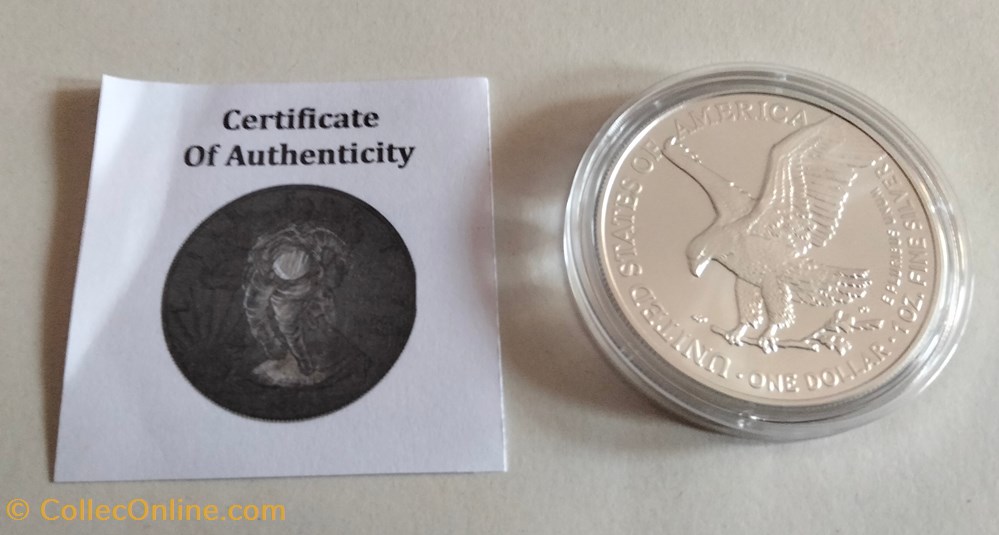 Certificate
Of Authenticity
UNITED STATES OF AMERICA
1 OZ. FINE SILVER
E PLURIBUS UNUM
· ONE DOLLAR ·
© CollecOnline.com